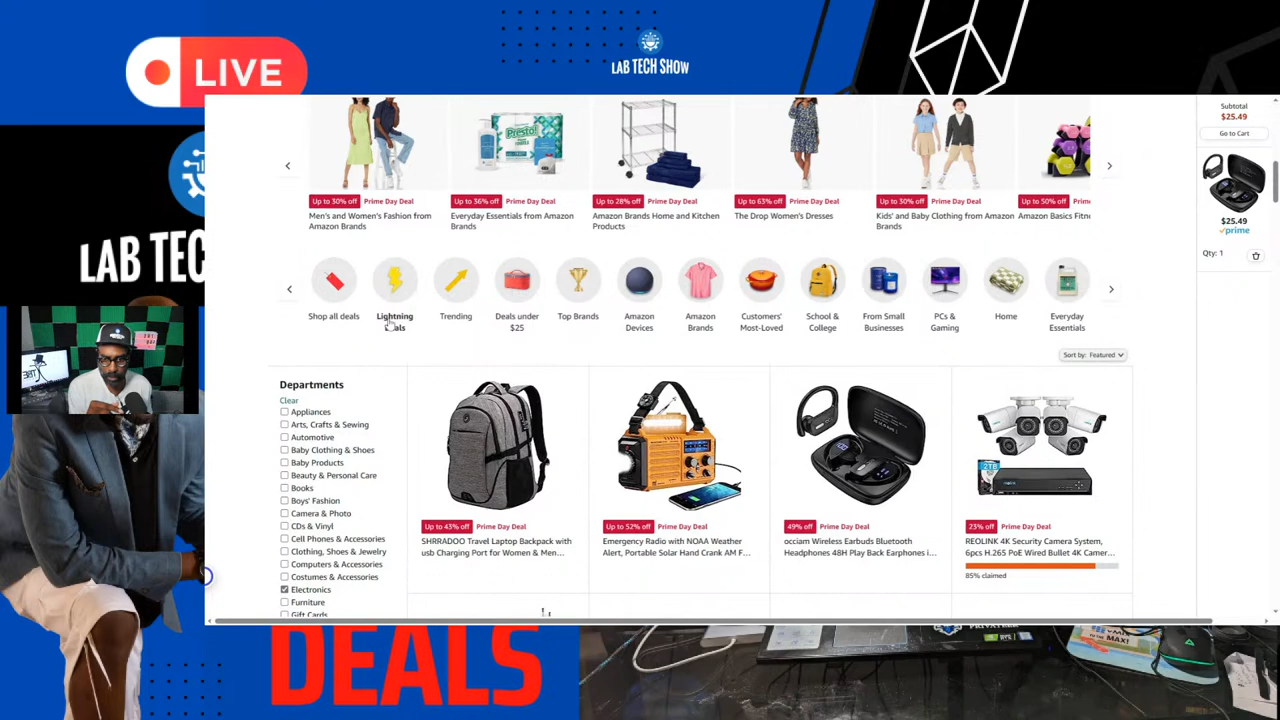 LIVE
LAB TECH SHOW
LAB TEC
Subtotal
$25.49
Go to Cart
$25.49
prime
Qty: 1
Up to 30% off Prime Day Deal
Men's and Women's Fashion from
Amazon Brands
Up to 36% off Prime Day Deal
Everyday Essentials from Amazon
Brands
Up to 28% off Prime Day Deal
Amazon Brands Home and Kitchen
Products
Up to 63% off Prime Day Deal
The Drop Women's Dresses
Up to 30% off Prime Day Deal
Kids' and Baby Clothing from Amazon
Brands
Up to 50% off Prime
Amazon Basics Fitne
Shop all deals
Lightning
Deals
Trending
Deals under
$25
Top Brands
Amazon
Devices
Amazon
Brands
Customers'
Most-Loved
School &
College
From Small
Businesses
PCs &
Gaming
Home
Everyday
Essentials
Sort by: Featured
Departments
Clear
Appliances
Arts, Crafts & Sewing
Automotive
Baby Clothing & Shoes
Baby Products
Beauty & Personal Care
Books
Boys' Fashion
Camera & Photo
CDs & Vinyl
Cell Phones & Accessories
Clothing, Shoes & Jewelry
Computers & Accessories
Costumes & Accessories
Electronics
Furniture
Gift Cards
Up to 43% off Prime Day Deal
SHRRADOO Travel Laptop Backpack with
usb Charging Port for Women & Men...
Up to 52% off Prime Day Deal
Emergency Radio with NOAA Weather
Alert, Portable Solar Hand Crank AM F...
49% off Prime Day Deal
occiam Wireless Earbuds Bluetooth
Headphones 48H Play Back Earphones i...
2TB
23% off Prime Day Deal
REOLINK 4K Security Camera System,
6pcs H.265 PoE Wired Bullet 4K Camer...
85% claimed
DEALS